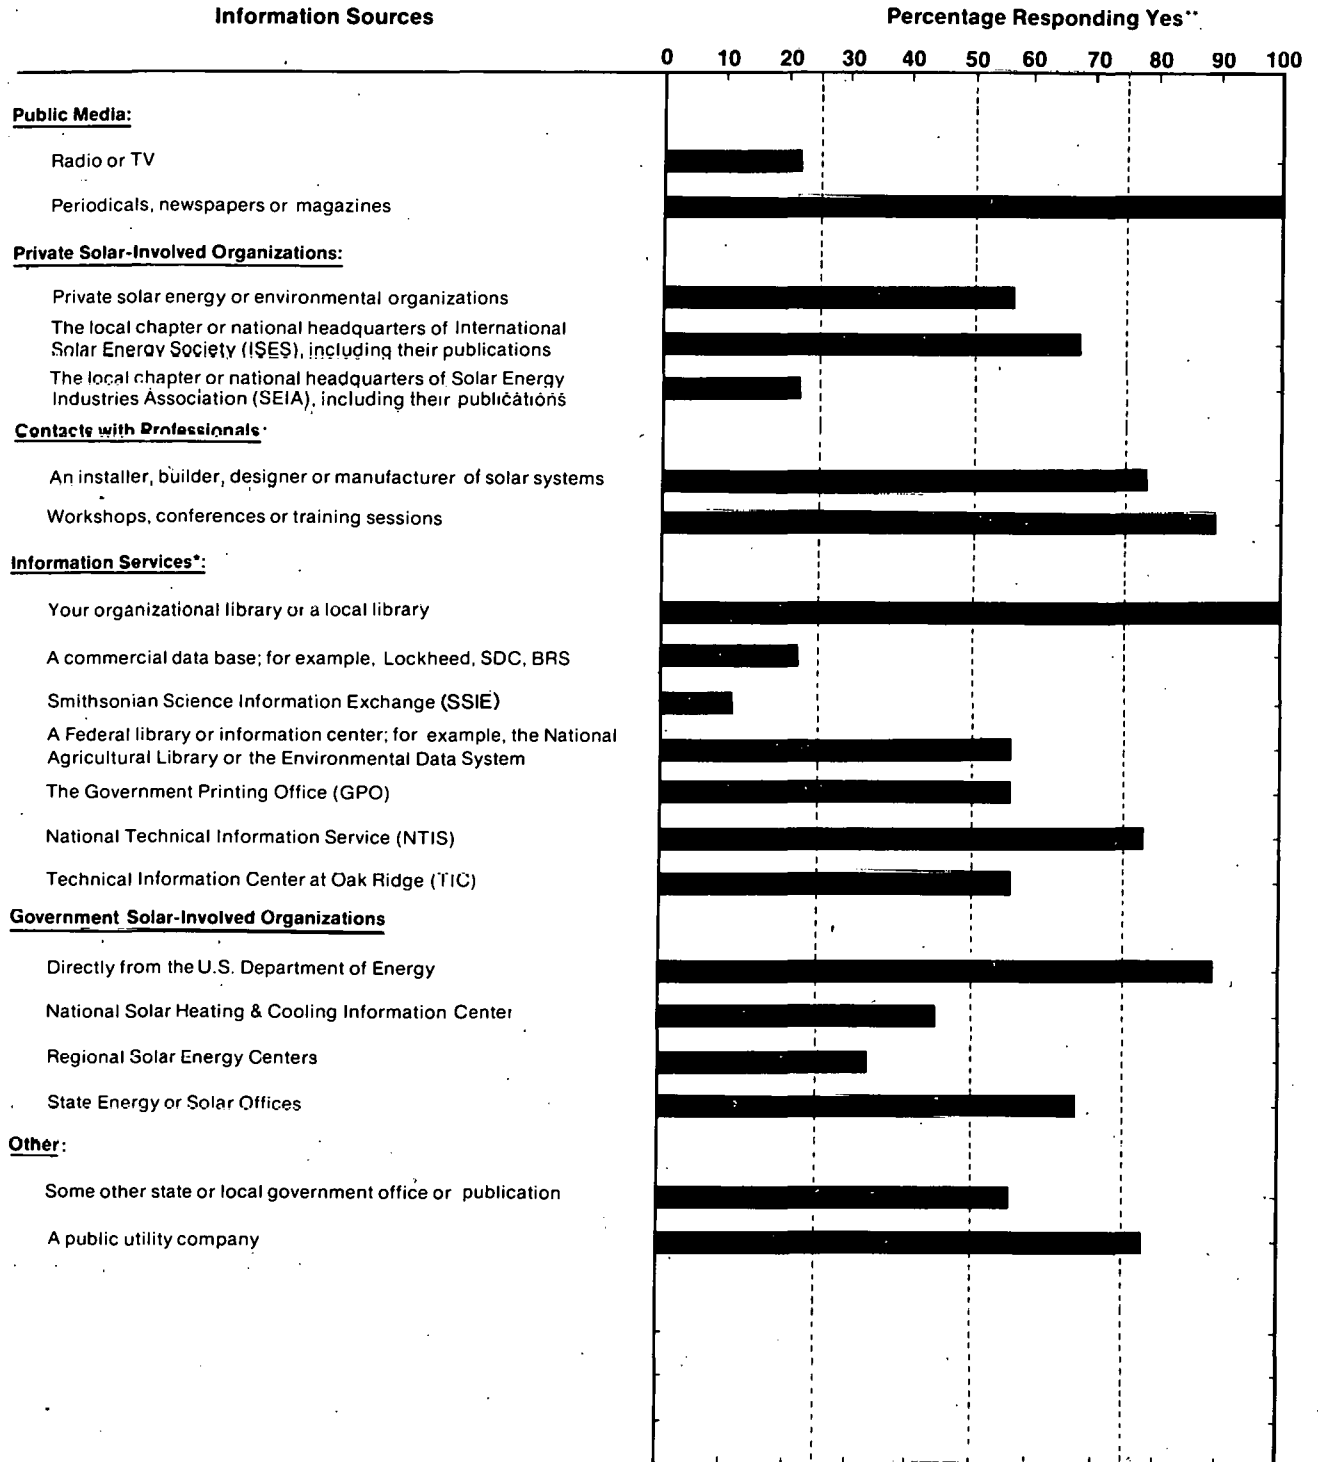 Information Sources
Percentage Responding Yes**
0 10 20 30 40 50 60 70 80 90 100
Public Media:
Radio or TV
Periodicals, newspapers or magazines
Private Solar-Involved Organizations:
Private solar energy or environmental organizations
The local chapter or national headquarters of International
Solar Energy Society (ISES), including their publications
The local chapter or national headquarters of Solar Energy
Industries Association (SEIA), including their publications
Contacts with Professionals:
An installer, builder, designer or manufacturer of solar systems
Workshops, conferences or training sessions
Information Services*:
Your organizational library or a local library
A commercial data base; for example, Lockheed, SDC, BRS
Smithsonian Science Information Exchange (SSIE)
A Federal library or information center; for example, the National
Agricultural Library or the Environmental Data System
The Government Printing Office (GPO)
National Technical Information Service (NTIS)
Technical Information Center at Oak Ridge (TIC)
Government Solar-Involved Organizations
Directly from the U.S. Department of Energy
National Solar Heating & Cooling Information Center
Regional Solar Energy Centers
State Energy or Solar Offices
Other:
Some other state or local government office or publication
A public utility company